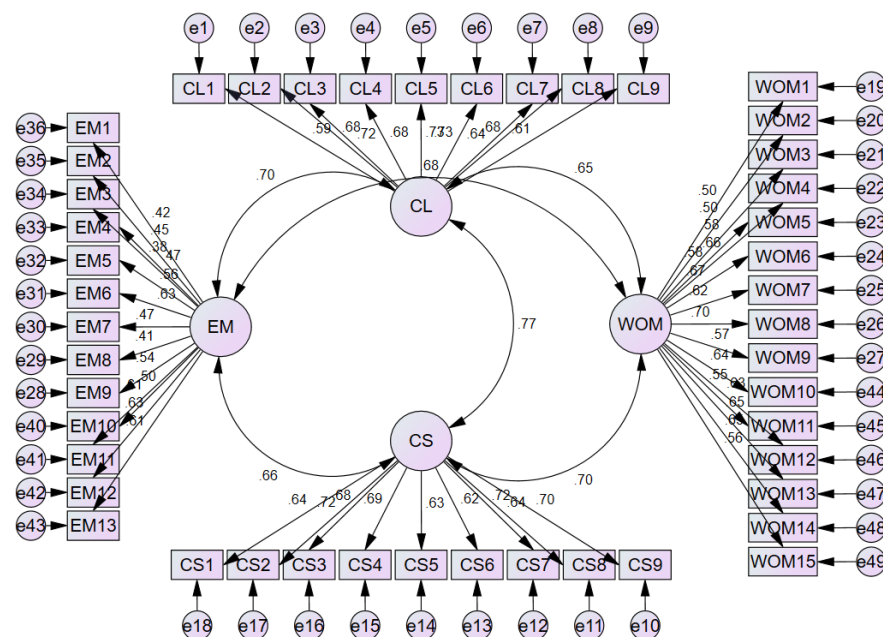 e1 e2 e3 e4 e5 e6 e7 e8 e9
CL1 CL2 CL3 CL4 CL5 CL6 CL7 CL8 CL9
.59 .68 .72 .68 .73 .73 .64 .68 .61
.70 .68 .65
CL
e36 EM1
e35 EM2
e34 EM3
e33 EM4
e32 EM5
e31 EM6
e30 EM7
e29 EM8
e28 EM9
e40 EM10
e41 EM11
e42 EM12
e43 EM13
.42
.45
.38
.47
.56
.63
.47
.41
.54
.50
.63
.61
EM
.77
WOM
WOM1 e19
WOM2 e20
WOM3 e21
WOM4 e22
WOM5 e23
WOM6 e24
WOM7 e25
WOM8 e26
WOM9 e27
WOM10 e44
WOM11 e45
WOM12 e46
WOM13 e47
WOM14 e48
WOM15 e49
.50
.50
.58
.66
.58
.67
.62
.70
.57
.64
.55
.65
.56
CS
.66 .70
.64 .72 .68 .69 .63 .62 .72 .64 .70
CS1 CS2 CS3 CS4 CS5 CS6 CS7 CS8 CS9
e18 e17 e16 e15 e14 e13 e12 e11 e10